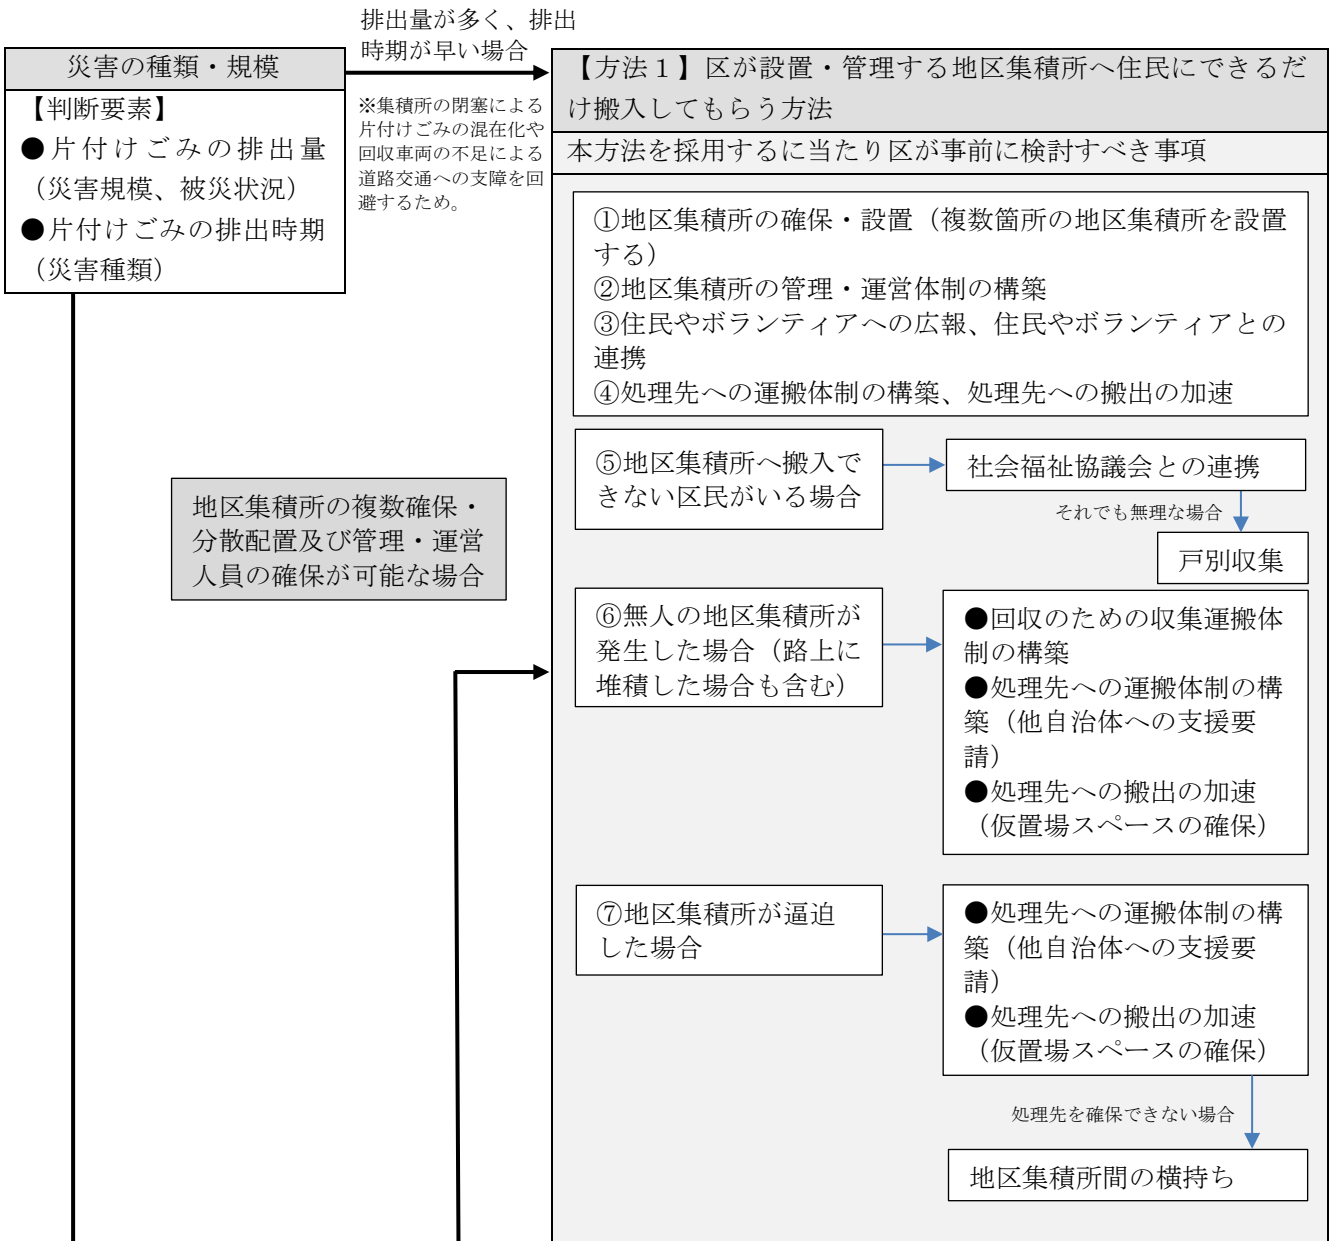 排出量が多く、排出
時期が早い場合
災害の種類・規模
【判断要素】
●片付けごみの排出量
（災害規模、被災状況）
●片付けごみの排出時期
（災害種類）
※集積所の閉塞による
片付けごみの混在化や
回収車両の不足による
道路交通への支障を回
避するため。
【方法１】区が設置・管理する地区集積所へ住民にできるだ
け搬入してもらう方法
本方法を採用するに当たり区が事前に検討すべき事項
①地区集積所の確保・設置（複数箇所の地区集積所を設置
する）
②地区集積所の管理・運営体制の構築
③住民やボランティアへの広報、住民やボランティアとの
連携
④処理先への運搬体制の構築、処理先への搬出の加速
⑤地区集積所へ搬入で
きない区民がいる場合
社会福祉協議会との連携
それでも無理な場合
戸別収集
地区集積所の複数確保・
分散配置及び管理・運営
人員の確保が可能な場合
⑥無人の地区集積所が
発生した場合（路上に
堆積した場合も含む）
●回収のための収集運搬体
制の構築
●処理先への運搬体制の構
築（他自治体への支援要
請）
●処理先への搬出の加速
（仮置場スペースの確保）
⑦地区集積所が逼迫
した場合
●処理先への運搬体制の構
築（他自治体への支援要
請）
●処理先への搬出の加速
（仮置場スペースの確保）
処理先を確保できない場合
地区集積所間の横持ち